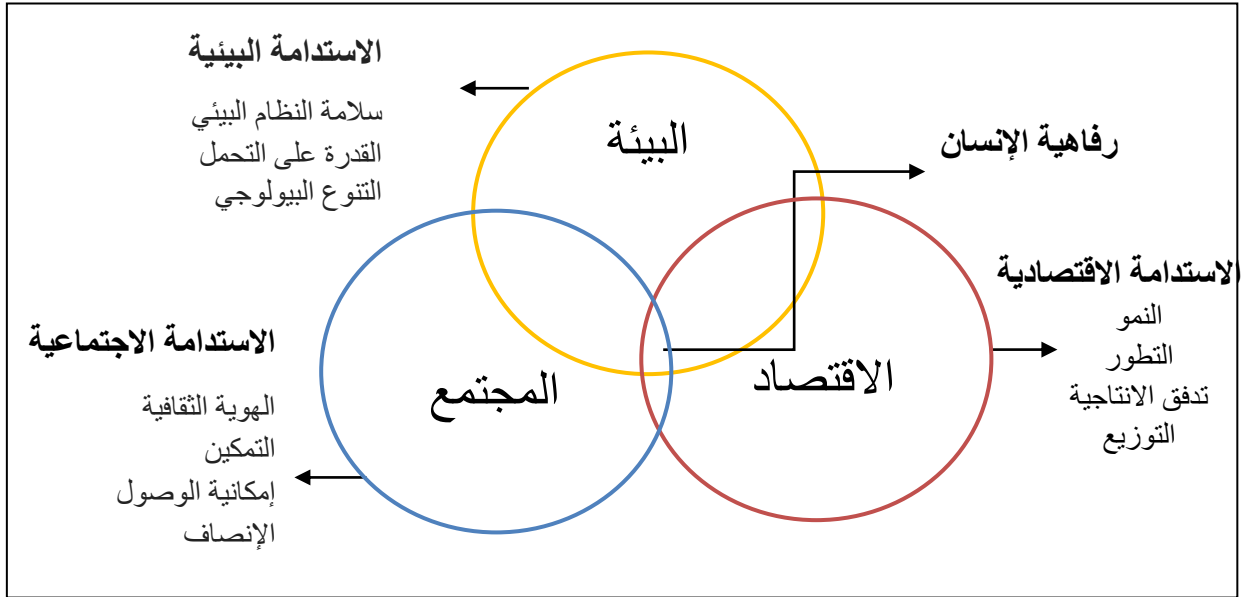 الاستدامة البيئية
سلامة النظام البيئي
القدرة على التحمل
التنوع البيولوجي
البيئة
رفاهية الإنسان
الاستدامة الاقتصادية
النمو
التطور
تدفق الانتاجية
التوزيع
الاقتصاد
المجتمع
الاستدامة الاجتماعية
الهوية الثقافية
التمكين
إمكانية الوصول
الإنصاف